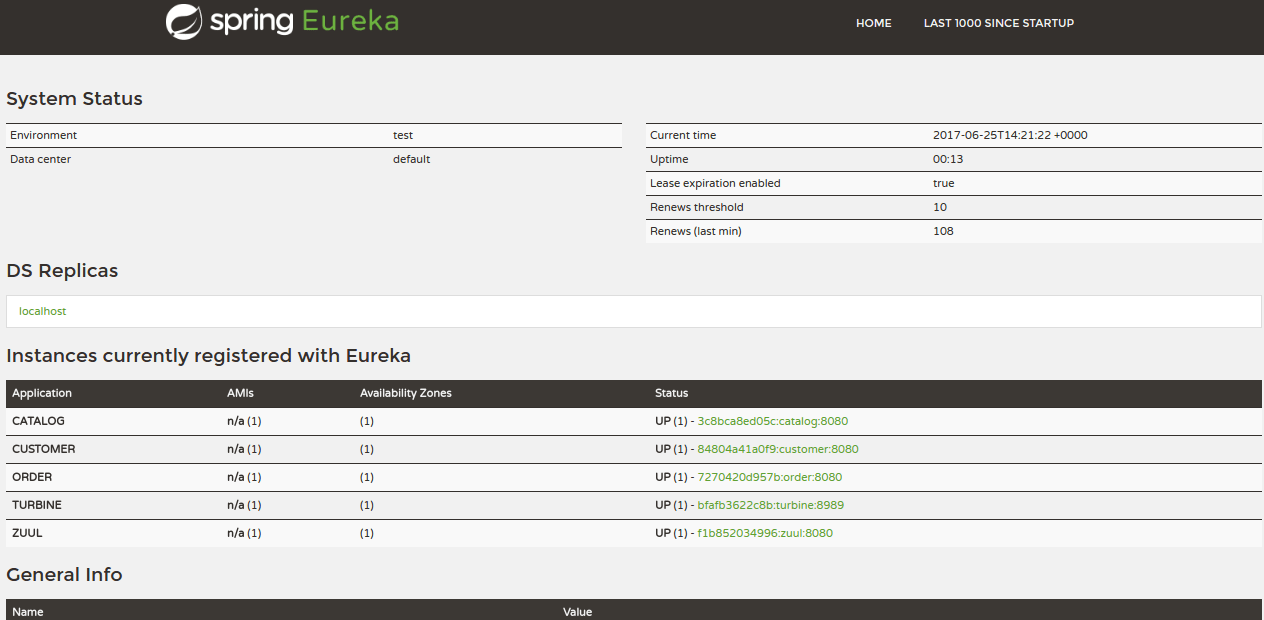 spring Eureka
HOME LAST 1000 SINCE STARTUP
System Status
Environment test
Data center default
Current time 2017-06-25T14:21:22 +0000
Uptime 00:13
Lease expiration enabled true
Renews threshold 10
Renews (last min) 108
DS Replicas
localhost
Instances currently registered with Eureka
Application AMIs Availability Zones Status
CATALOG n/a (1) (1) UP (1) - 3c8bca8ed05c:catalog:8080
CUSTOMER n/a (1) (1) UP (1) - 84804a41a0f9:customer:8080
ORDER n/a (1) (1) UP (1) - 7270420d957b:order:8080
TURBINE n/a (1) (1) UP (1) - bfafb3622c8b:turbine:8989
ZUUL n/a (1) (1) UP (1) - f1b852034996:zuul:8080
General Info
Name Value